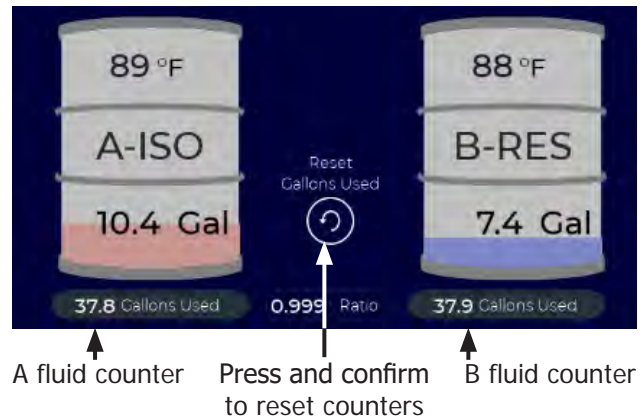 89 °F
88 °F
A-ISO
B-RES
Reset
Gallons Used
10.4 Gal
7.4 Gal
37.8 Gallons Used
0.999 Ratio
37.9 Gallons Used
A fluid counter
Press and confirm
to reset counters
B fluid counter